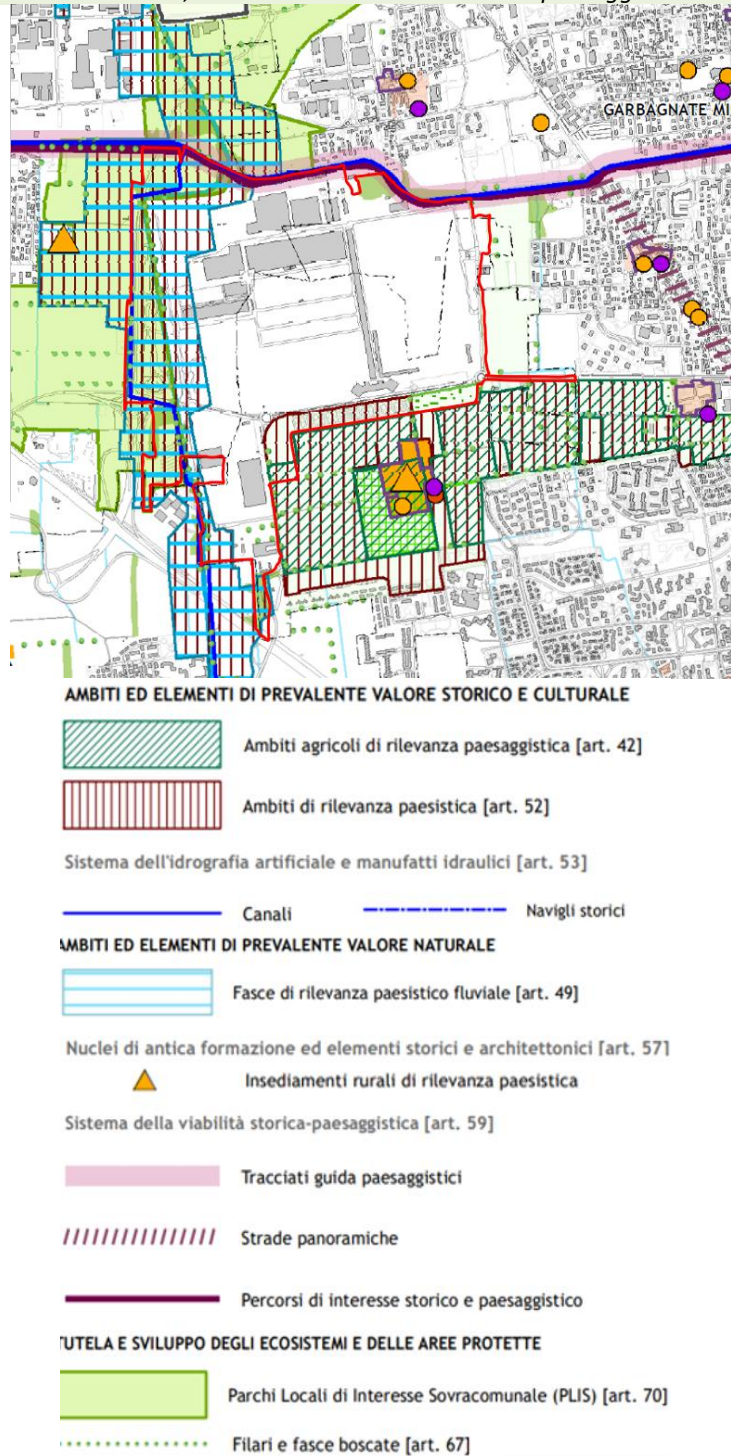 GARBAGNATE MI
AMBITI ED ELEMENTI DI PREVALENTE VALORE STORICO E CULTURALE
Ambiti agricoli di rilevanza paesaggistica [art. 42]
Ambiti di rilevanza paesistica [art. 52]
Sistema dell'idrografia artificiale e manufatti idraulici [art. 53]
Canali Navigli storici
AMBITI ED ELEMENTI DI PREVALENTE VALORE NATURALE
Fasce di rilevanza paesistico fluviale [art. 49]
Nuclei di antica formazione ed elementi storici e architettonici [art. 57]
Insediamenti rurali di rilevanza paesistica
Sistema della viabilità storica-paesaggistica [art. 59]
Tracciati guida paesaggistici
Strade panoramiche
Percorsi di interesse storico e paesaggistico
TUTELA E SVILUPPO DEGLI ECOSISTEMI E DELLE AREE PROTETTE
Parchi Locali di Interesse Sovracomunale (PLIS) [art. 70]
Filari e fasce boscate [art. 67]